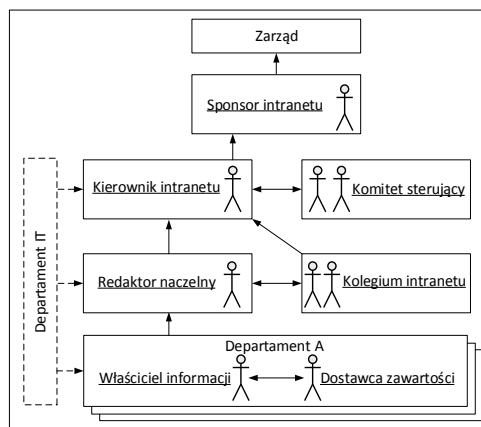 Zarząd
Sponsor intranetu
Kierownik intranetu
Komitet sterujący
Departament IT
Redaktor naczelny
Kolegium intranetu
Departament A
Właściciel informacji
Dostawca zawartości